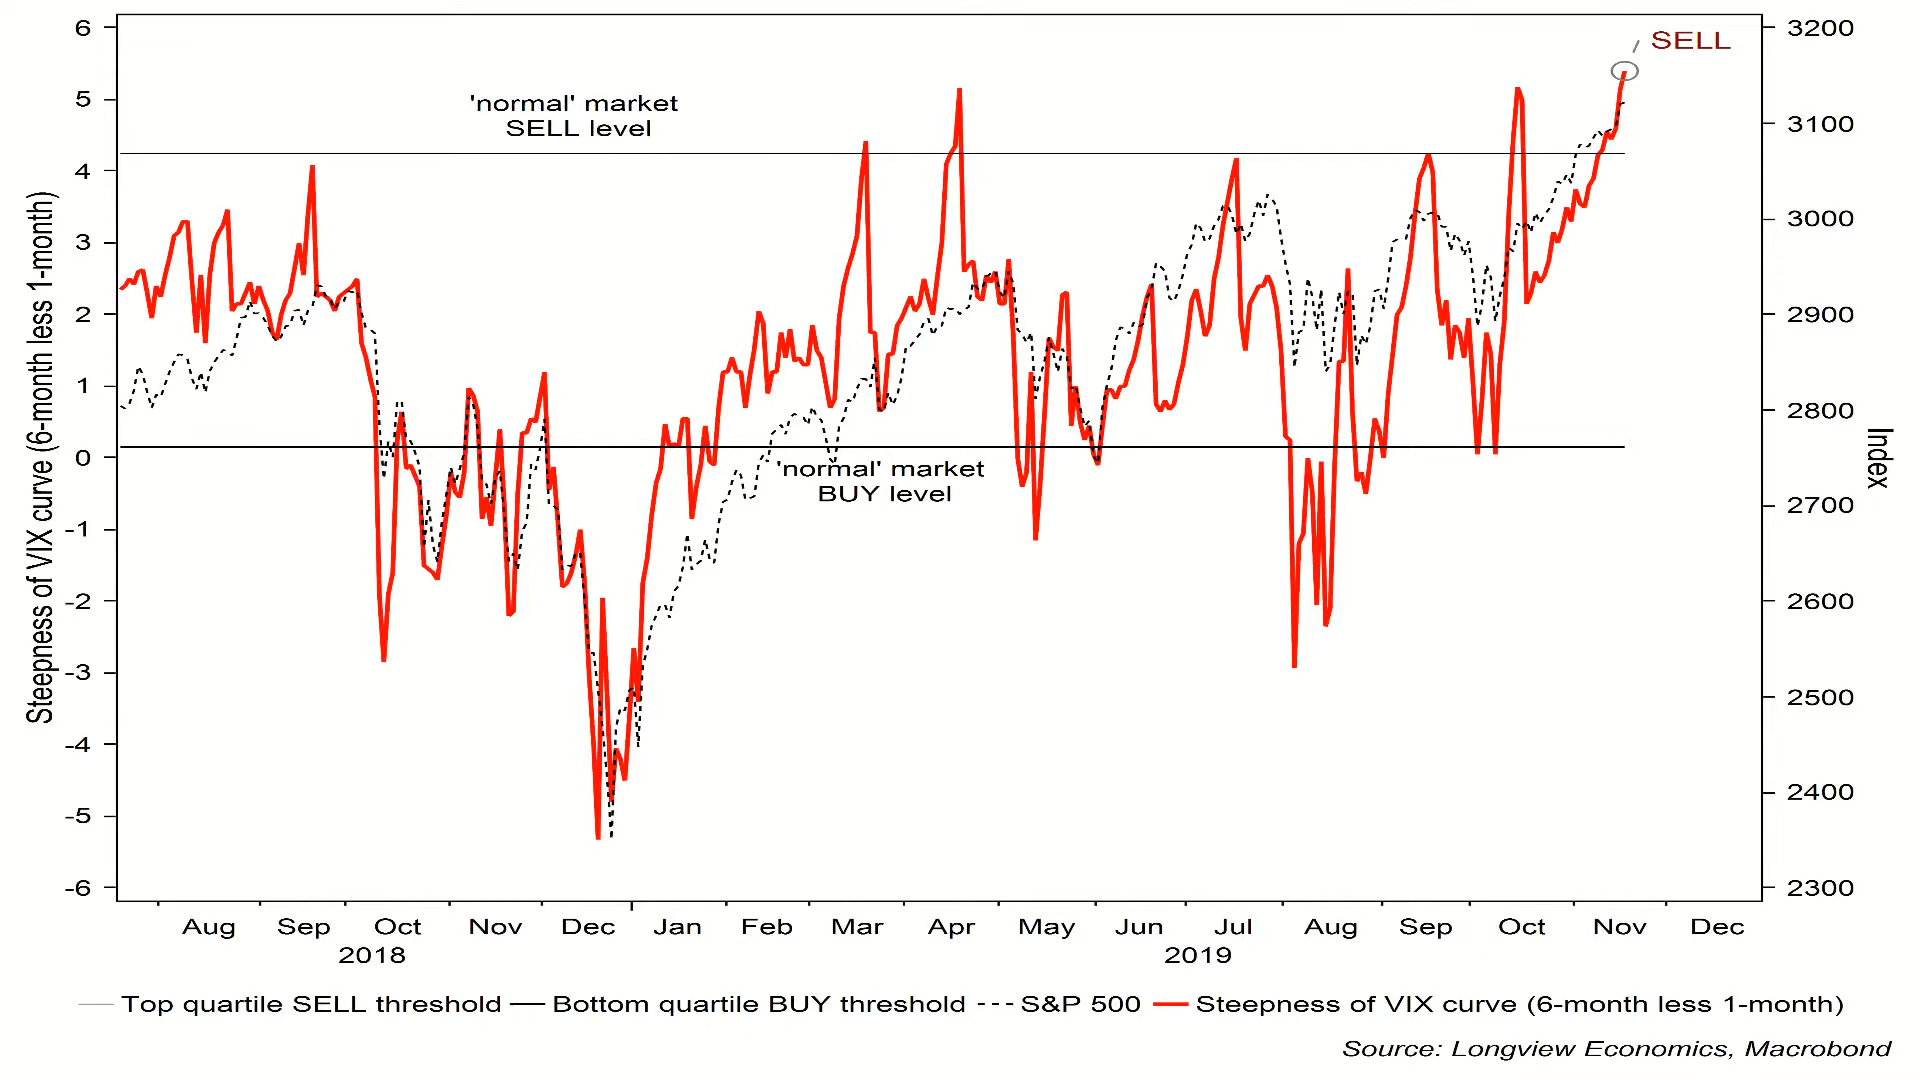 6
5
4
3
2
1
0
-1
-2
-3
-4
-5
-6
Steepness of VIX curve (6-month less 1-month)
'normal' market
SELL level
'normal' market
BUY level
SELL
3200
3100
3000
2900
2800
2700
2600
2500
2400
2300
Index
Aug Sep Oct Nov Dec Jan Feb Mar Apr May Jun Jul Aug Sep Oct Nov Dec
2018 2019
Top quartile SELL threshold Bottom quartile BUY threshold S&P 500 Steepness of VIX curve (6-month less 1-month)
Source: Longview Economics, Macrobond